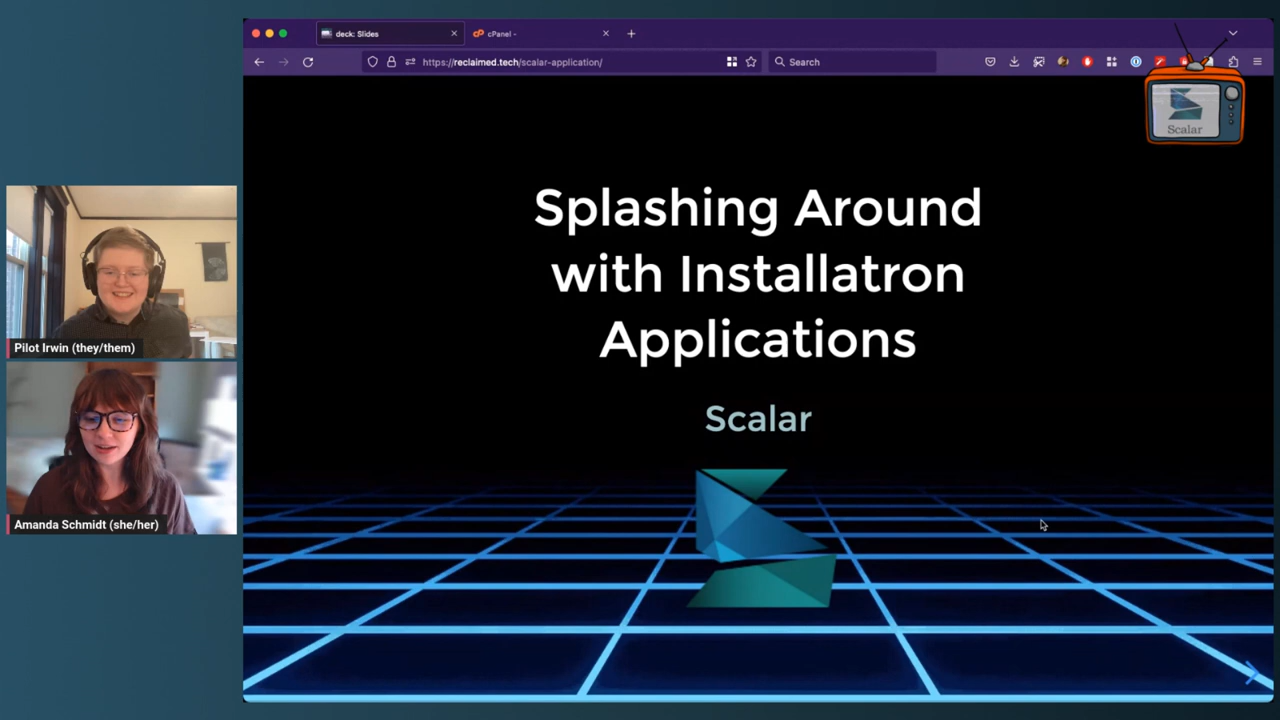 deck: Slides
cPanel -
https://reclaimed.tech/scalar-application/
Search
Scalar
Splashing Around
with Installatron
Applications
Scalar
Pilot Irwin (they/them)
Amanda Schmidt (she/her)